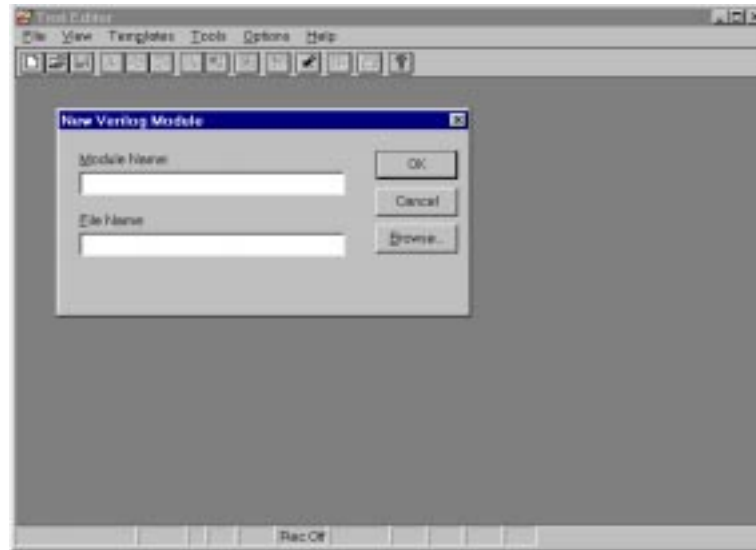 Text Editor
File View Templates Tools Options Help
New Verilog Module
Module Name
OK
Cancel
File Name
Browse...
Rec Off